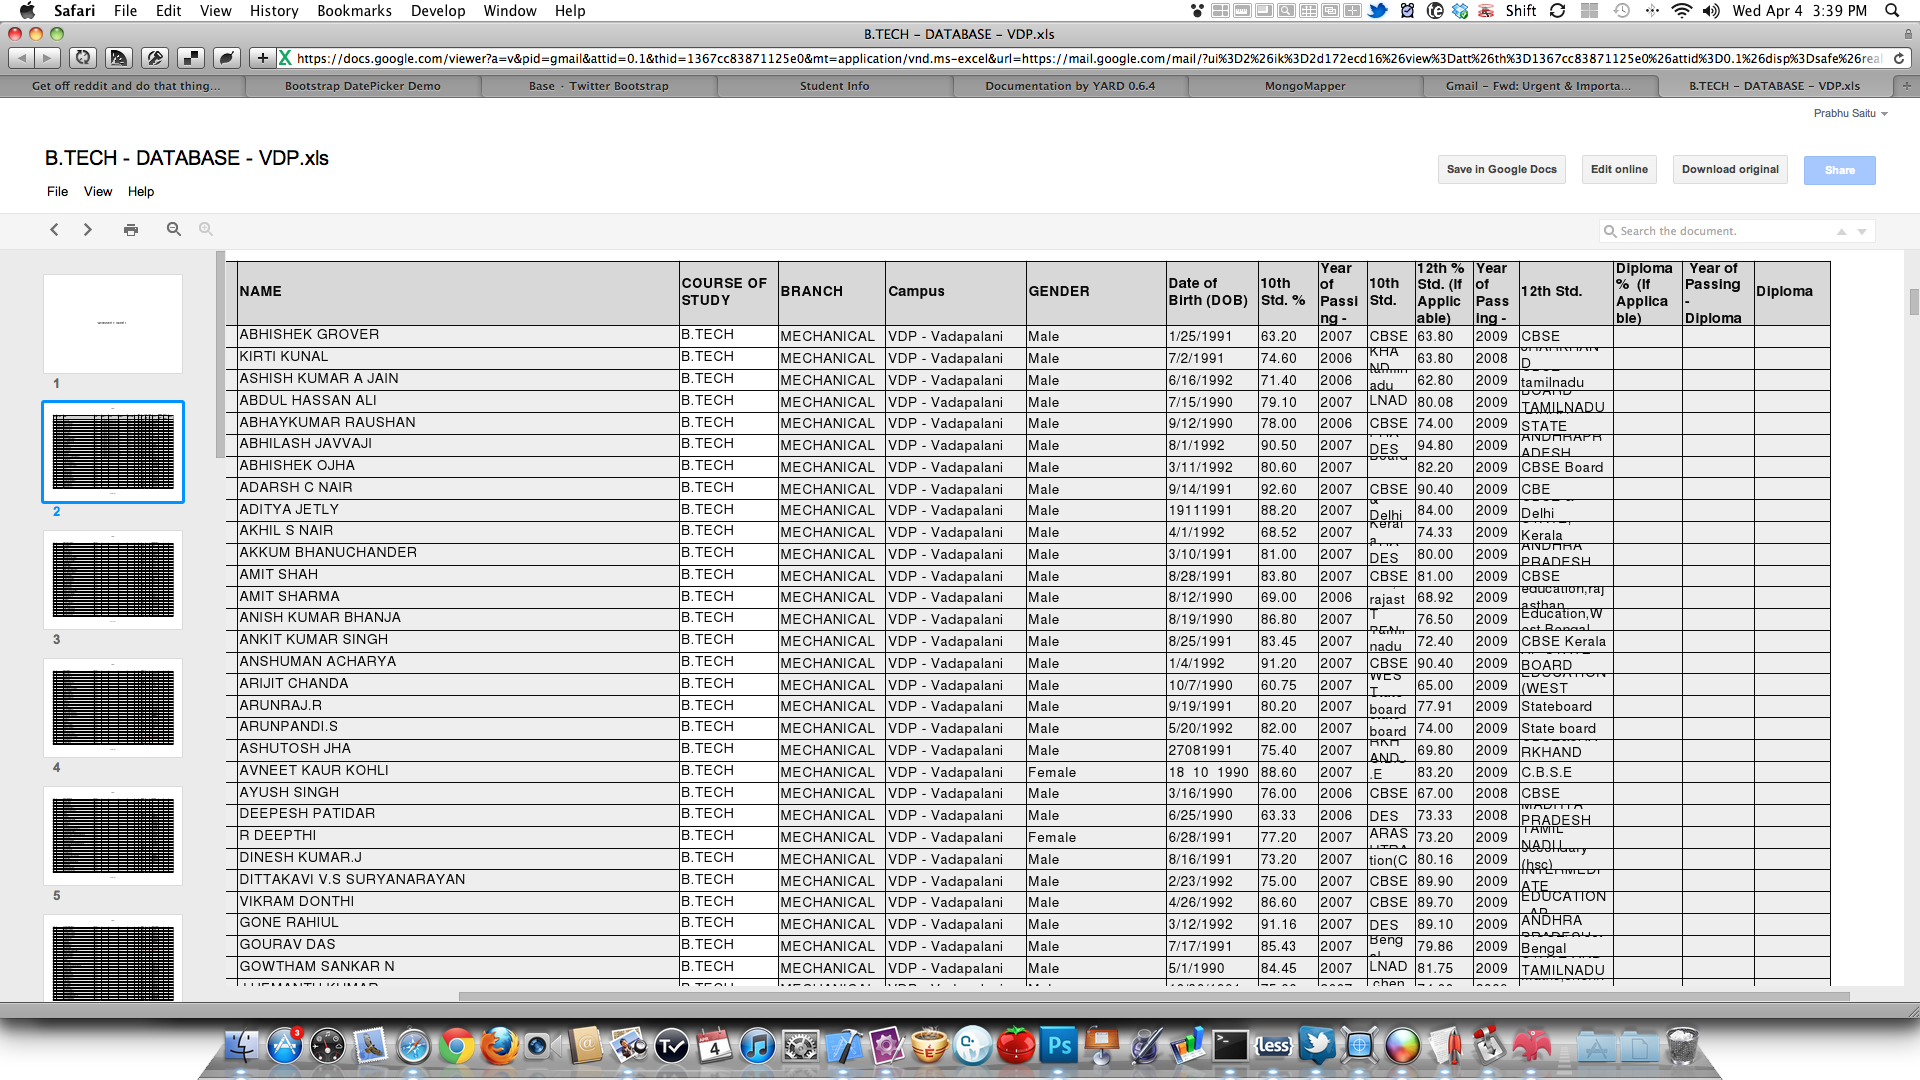 Safari File Edit View History Bookmarks Develop Window Help Shift Wed Apr 4 3:39 PM
B.TECH – DATABASE – VDP.xls
https://docs.google.com/viewer?a=v&pid=gmail&attid=0.1&thid=1367cc83871125e0&mt=application/vnd.ms-excel&url=https://mail.google.com/mail/?ui%3D2%26ik%3D2d172ecd16%26view%3Datt%26th%3D1367cc83871125e0%26attid%3D0.1%26disp%3Dsafe%26real
Get off reddit and do that thing... Bootstrap DatePicker Demo Base · Twitter Bootstrap Student Info Documentation by YARD 0.6.4 MongoMapper Gmail – Fwd: Urgent & Importa... B.TECH – DATABASE – VDP.xls
Prabhu Saitu
B.TECH - DATABASE - VDP.xls
Save in Google Docs Edit online Download original Share
File View Help
Search the document.
NAME COURSE OF STUDY BRANCH Campus GENDER Date of Birth (DOB) 10th Std. % Year of Passi ng - 10th Std. 12th % Std. (If Applic able) Year of Pass ing - 12th Std. Diploma % (If Applica ble) Year of Passing - Diploma Diploma
ABHISHEK GROVER B.TECH MECHANICAL VDP - Vadapalani Male 1/25/1991 63.20 2007 CBSE 63.80 2009 CBSE
KIRTI KUNAL B.TECH MECHANICAL VDP - Vadapalani Male 7/2/1991 74.60 2006 KHA 63.80 2008 D
ASHISH KUMAR A JAIN B.TECH MECHANICAL VDP - Vadapalani Male 6/16/1992 71.40 2006 adu 62.80 2009 tamilnadu
ABDUL HASSAN ALI B.TECH MECHANICAL VDP - Vadapalani Male 7/15/1990 79.10 2007 LNAD 80.08 2009 TAMILNADU
ABHAYKUMAR RAUSHAN B.TECH MECHANICAL VDP - Vadapalani Male 9/12/1990 78.00 2006 CBSE 74.00 2009 STATE
ABHILASH JAVVAJI B.TECH MECHANICAL VDP - Vadapalani Male 8/1/1992 90.50 2007 DES 94.80 2009 ANDHRAPR ADESH
ABHISHEK OJHA B.TECH MECHANICAL VDP - Vadapalani Male 3/11/1992 80.60 2007 Board 82.20 2009 CBSE Board
ADARSH C NAIR B.TECH MECHANICAL VDP - Vadapalani Male 9/14/1991 92.60 2007 CBSE 90.40 2009 CBE
ADITYA JETLY B.TECH MECHANICAL VDP - Vadapalani Male 19111991 88.20 2007 & Delhi 84.00 2009 Delhi
AKHIL S NAIR B.TECH MECHANICAL VDP - Vadapalani Male 4/1/1992 68.52 2007 Keral a 74.33 2009 Kerala
AKKUM BHANUCHANDER B.TECH MECHANICAL VDP - Vadapalani Male 3/10/1991 81.00 2007 DES 80.00 2009 ANDHRA PRADESH
AMIT SHAH B.TECH MECHANICAL VDP - Vadapalani Male 8/28/1991 83.80 2007 CBSE 81.00 2009 CBSE
AMIT SHARMA B.TECH MECHANICAL VDP - Vadapalani Male 8/12/1990 69.00 2006 rajast 68.92 2009 education,raj asthan
ANISH KUMAR BHANJA B.TECH MECHANICAL VDP - Vadapalani Male 8/19/1990 86.80 2007 T 76.50 2009 Education,W est Bengal
ANKIT KUMAR SINGH B.TECH MECHANICAL VDP - Vadapalani Male 8/25/1991 83.45 2007 nadu 72.40 2009 CBSE Kerala
ANSHUMAN ACHARYA B.TECH MECHANICAL VDP - Vadapalani Male 1/4/1992 91.20 2007 CBSE 90.40 2009 BOARD
ARIJIT CHANDA B.TECH MECHANICAL VDP - Vadapalani Male 10/7/1990 60.75 2007 WES T 65.00 2009 (WEST
ARUNRAJ.R B.TECH MECHANICAL VDP - Vadapalani Male 9/19/1991 80.20 2007 board 77.91 2009 Stateboard
ARUNPANDI.S B.TECH MECHANICAL VDP - Vadapalani Male 5/20/1992 82.00 2007 board 74.00 2009 State board
ASHUTOSH JHA B.TECH MECHANICAL VDP - Vadapalani Male 27081991 75.40 2007 RKH AND 69.80 2009 RKHAND
AVNEET KAUR KOHLI B.TECH MECHANICAL VDP - Vadapalani Female 18 10 1990 88.60 2007 .E 83.20 2009 C.B.S.E
AYUSH SINGH B.TECH MECHANICAL VDP - Vadapalani Male 3/16/1990 76.00 2006 CBSE 67.00 2008 CBSE
DEEPESH PATIDAR B.TECH MECHANICAL VDP - Vadapalani Male 6/25/1990 63.33 2006 DES 73.33 2008 MADHYA PRADESH
R DEEPTHI B.TECH MECHANICAL VDP - Vadapalani Female 6/28/1991 77.20 2007 ARAS 73.20 2009 TAMIL NADU
DINESH KUMAR.J B.TECH MECHANICAL VDP - Vadapalani Male 8/16/1991 73.20 2007 tion(C 80.16 2009 (hsc)
DITTAKAVI V.S SURYANARAYAN B.TECH MECHANICAL VDP - Vadapalani Male 2/23/1992 75.00 2007 CBSE 89.90 2009 INTERMEDI ATE
VIKRAM DONTHI B.TECH MECHANICAL VDP - Vadapalani Male 4/26/1992 86.60 2007 CBSE 89.70 2009 EDUCATION
GONE RAHIUL B.TECH MECHANICAL VDP - Vadapalani Male 3/12/1992 91.16 2007 DES 89.10 2009 ANDHRA
GOURAV DAS B.TECH MECHANICAL VDP - Vadapalani Male 7/17/1991 85.43 2007 Beng 79.86 2009 Bengal
GOWTHAM SANKAR N B.TECH MECHANICAL VDP - Vadapalani Male 5/1/1990 84.45 2007 LNAD 81.75 2009 TAMILNADU
1
2
3
4
5
3
APR 4
Ps
{less}